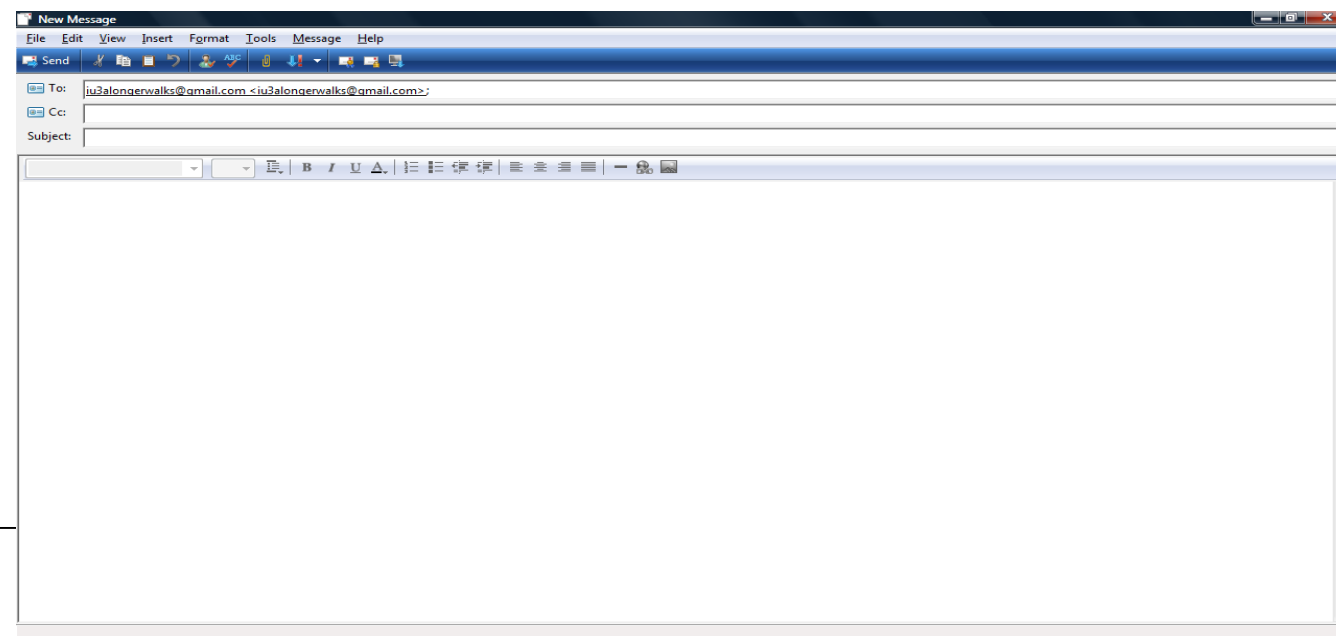 New Message
File Edit View Insert Format Tools Message Help
Send ABC
To: iu3alongerwalks@gmail.com <iu3alongerwalks@gmail.com>;
Cc:
Subject:
B I U A